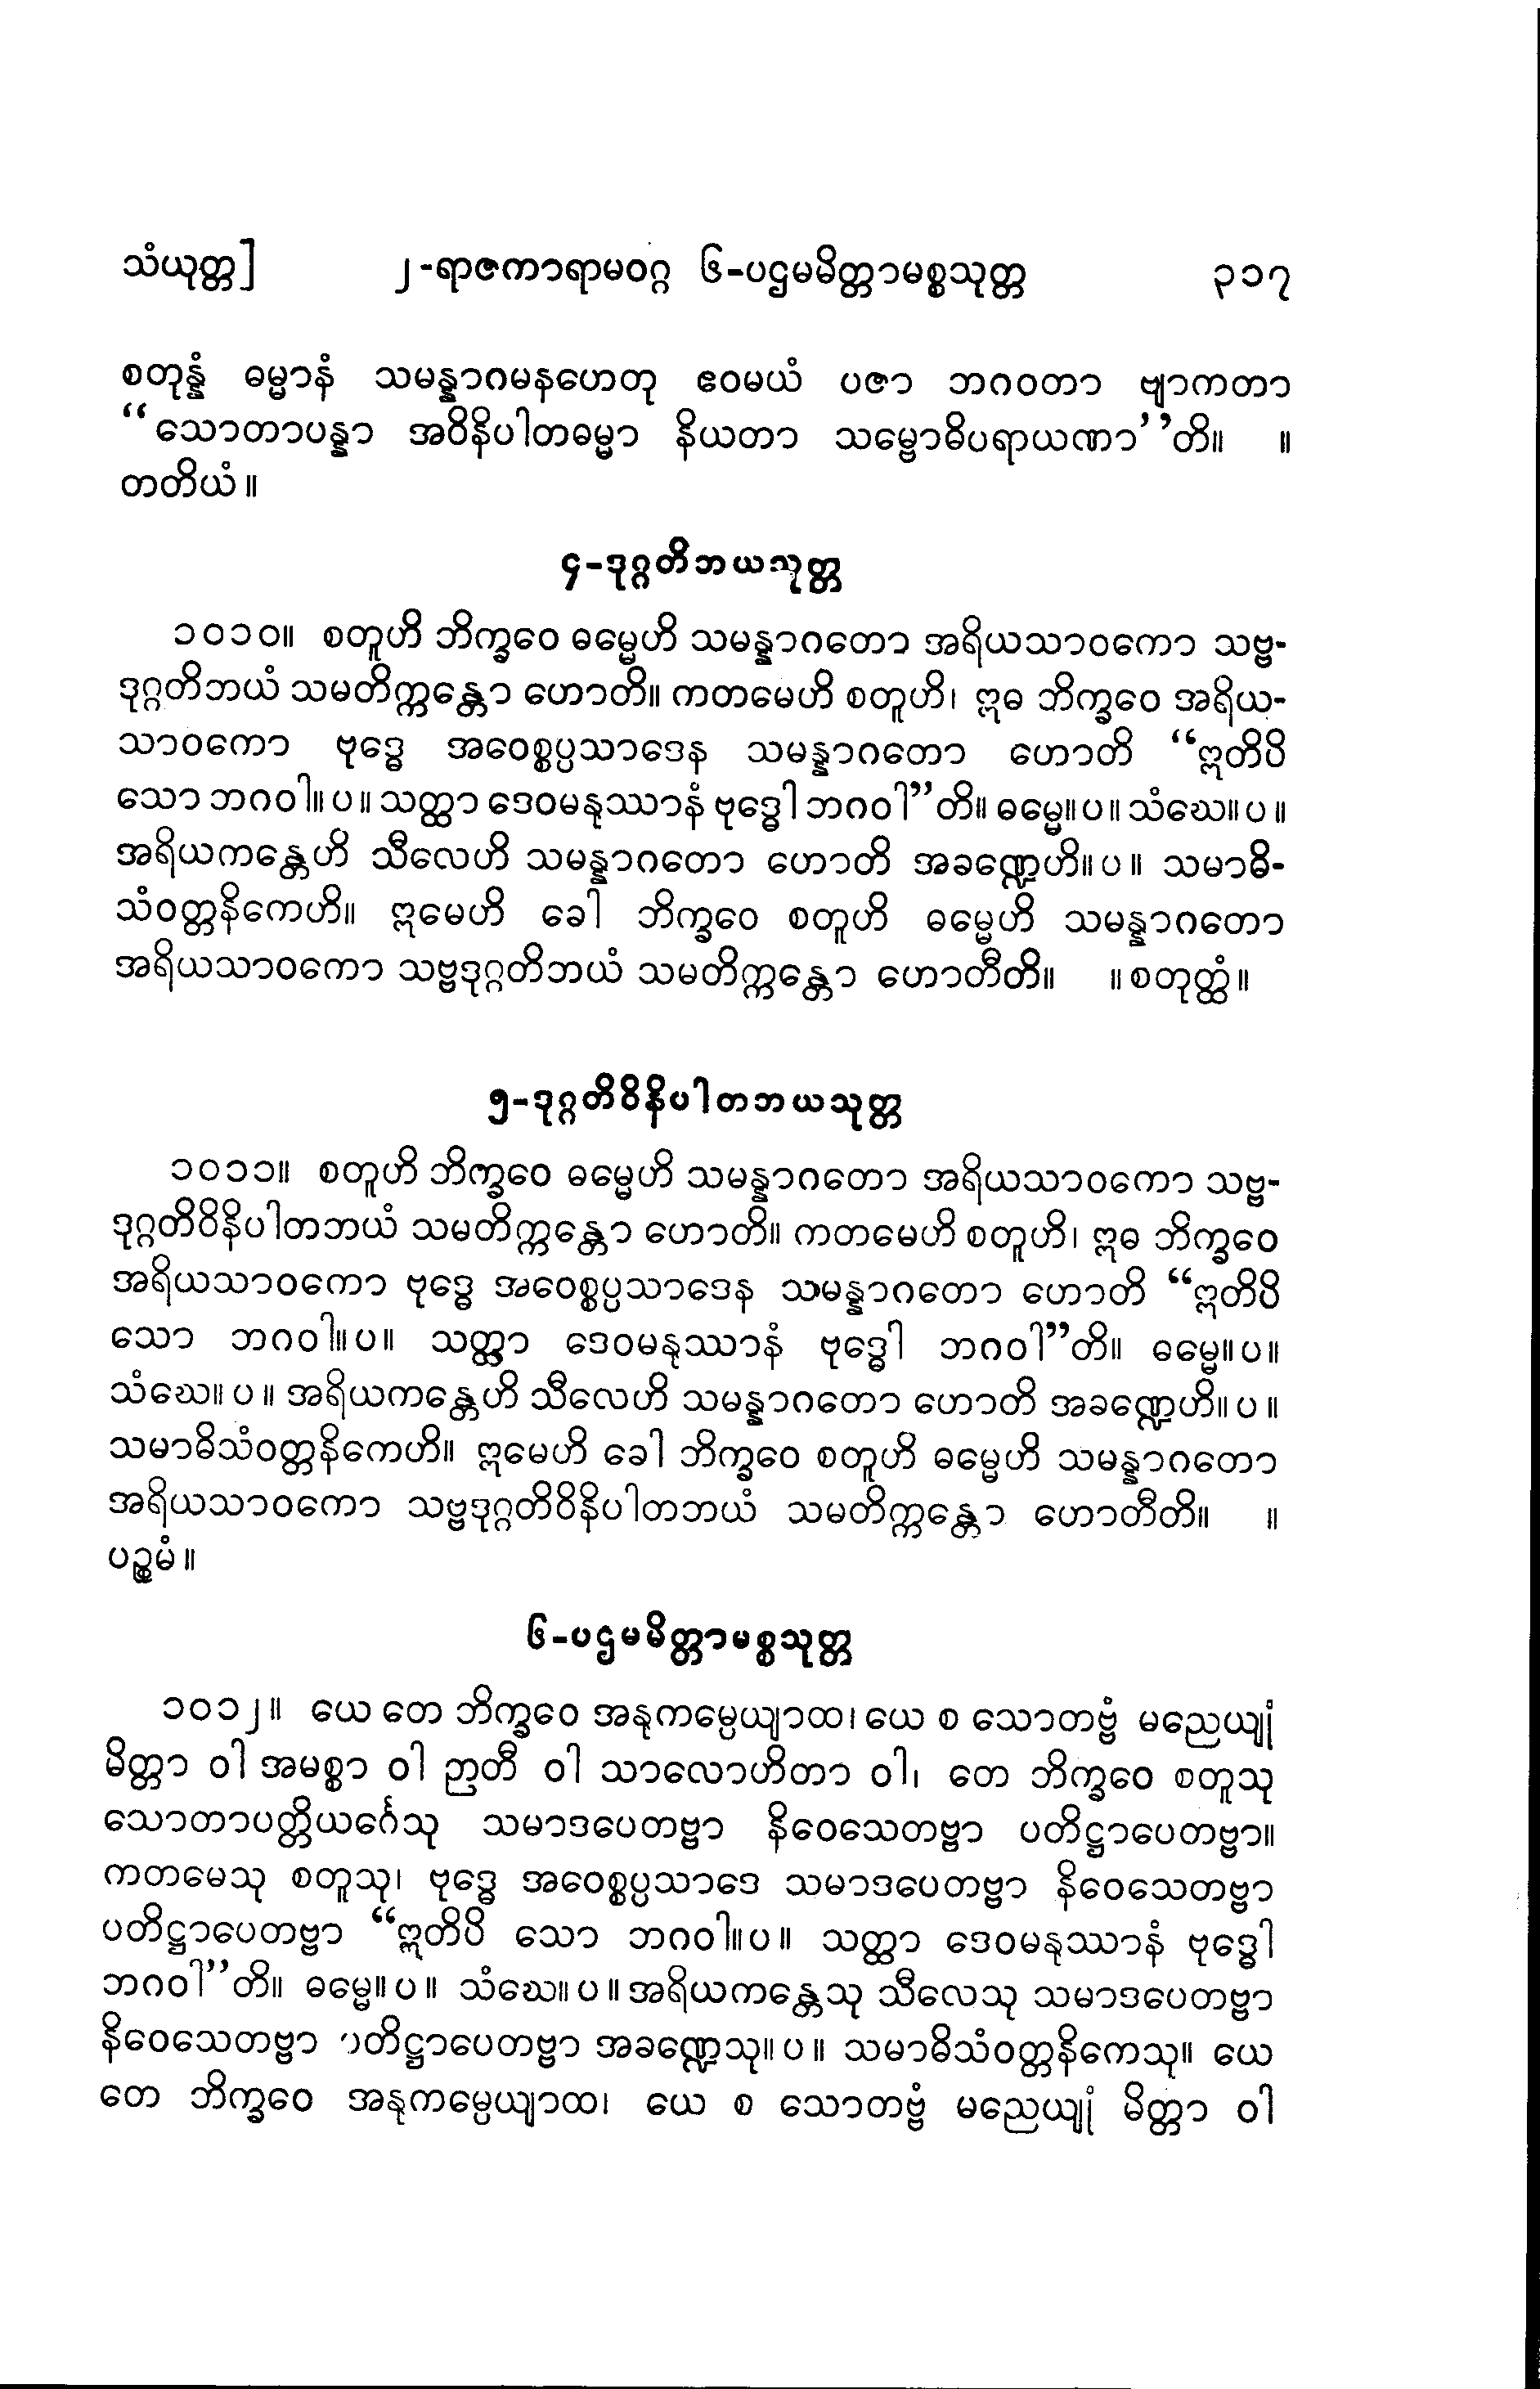 သံယုတ္တ] ၂-ရာဇကာရာမဝဂ္ဂ ၆-ပဌမမိတ္တာမစ္စသုတ္တ ၃၁၇
စတုန္နံ ဓမ္မာနံ သမန္နာဂမနဟေတု ဧဝမယံ ပဇာ ဘဂဝတာ ဗျာကတာ
“သောတာပန္နာ အဝိနိပါတဓမ္မာ နိယတာ သမ္ဗောဓိပရာယဏာ’’တိ။ ။
တတိယံ။
၄-ဒုဂ္ဂတိဘယသုတ္တ
၁၀၁၀။ စတူဟိ ဘိက္ခဝေ ဓမ္မေဟိ သမန္နာဂတော အရိယသာဝကော သဗ္ဗ-
ဒုဂ္ဂတိဘယံ သမတိက္ကန္တော ဟောတိ။ ကတမေဟိ စတူဟိ၊ ဣဓ ဘိက္ခဝေ အရိယ-
သာဝကော ဗုဒ္ဓေ အဝေစ္စပ္ပသာဒေန သမန္နာဂတော ဟောတိ “ဣတိပိ
သော ဘဂဝါ။ ပ။ သတ္ထာ ဒေဝမနုဿာနံ ဗုဒ္ဓေါ ဘဂဝါ”တိ။ ဓမ္မေ။ ပ။ သံဃေ။ ပ။
အရိယကန္တေဟိ သီလေဟိ သမန္နာဂတော ဟောတိ အခဏ္ဍေဟိ။ ပ။ သမာဓိ-
သံဝတ္တနိကေဟိ။ ဣမေဟိ ခေါ ဘိက္ခဝေ စတူဟိ ဓမ္မေဟိ သမန္နာဂတော
အရိယသာဝကော သဗ္ဗဒုဂ္ဂတိဘယံ သမတိက္ကန္တော ဟောတီတိ။ ။ စတုတ္ထံ။
၅-ဒုဂ္ဂတိဝိနိပါတဘယသုတ္တ
၁၀၁၁။ စတူဟိ ဘိက္ခဝေ ဓမ္မေဟိ သမန္နာဂတော အရိယသာဝကော သဗ္ဗ-
ဒုဂ္ဂတိဝိနိပါတဘယံ သမတိက္ကန္တော ဟောတိ။ ကတမေဟိ စတူဟိ၊ ဣဓ ဘိက္ခဝေ
အရိယသာဝကော ဗုဒ္ဓေ အဝေစ္စပ္ပသာဒေန သမန္နာဂတော ဟောတိ “ဣတိပိ
သော ဘဂဝါ။ ပ။ သတ္ထာ ဒေဝမနုဿာနံ ဗုဒ္ဓေါ ဘဂဝါ”တိ။ ဓမ္မေ။ ပ။
သံဃေ။ ပ။ အရိယကန္တေဟိ သီလေဟိ သမန္နာဂတော ဟောတိ အခဏ္ဍေဟိ။ ပ။
သမာဓိသံဝတ္တနိကေဟိ။ ဣမေဟိ ခေါ ဘိက္ခဝေ စတူဟိ ဓမ္မေဟိ သမန္နာဂတော
အရိယသာဝကော သဗ္ဗဒုဂ္ဂတိဝိနိပါတဘယံ သမတိက္ကန္တော ဟောတီတိ။ ။
ပဉ္စမံ။
၆-ပဌမမိတ္တာမစ္စသုတ္တ
၁၀၁၂။ ယေ တေ ဘိက္ခဝေ အနုကမ္ပေယျာထ၊ ယေ စ သောတဗ္ဗံ မညေယျုံ
မိတ္တာ ဝါ အမစ္စာ ဝါ ဉာတီ ဝါ သာလောဟိတာ ဝါ၊ တေ ဘိက္ခဝေ စတူသု
သောတာပတ္တိယင်္ဂေသု သမာဒပေတဗ္ဗာ နိဝေသေတဗ္ဗာ ပတိဋ္ဌာပေတဗ္ဗာ။
ကတမေသု စတူသု၊ ဗုဒ္ဓေ အဝေစ္စပ္ပသာဒေ သမာဒပေတဗ္ဗာ နိဝေသေတဗ္ဗာ
ပတိဋ္ဌာပေတဗ္ဗာ “ဣတိပိ သော ဘဂဝါ။ ပ။ သတ္ထာ ဒေဝမနုဿာနံ ဗုဒ္ဓေါ
ဘဂဝါ”တိ။ ဓမ္မေ။ ပ။ သံဃေ။ ပ။ အရိယကန္တေသု သီလေသု သမာဒပေတဗ္ဗာ
နိဝေသေတဗ္ဗာ ပတိဋ္ဌာပေတဗ္ဗာ အခဏ္ဍေသု။ ပ။ သမာဓိသံဝတ္တနိကေသု။ ယေ
တေ ဘိက္ခဝေ အနုကမ္ပေယျာထ၊ ယေ စ သောတဗ္ဗံ မညေယျုံ မိတ္တာ ဝါ